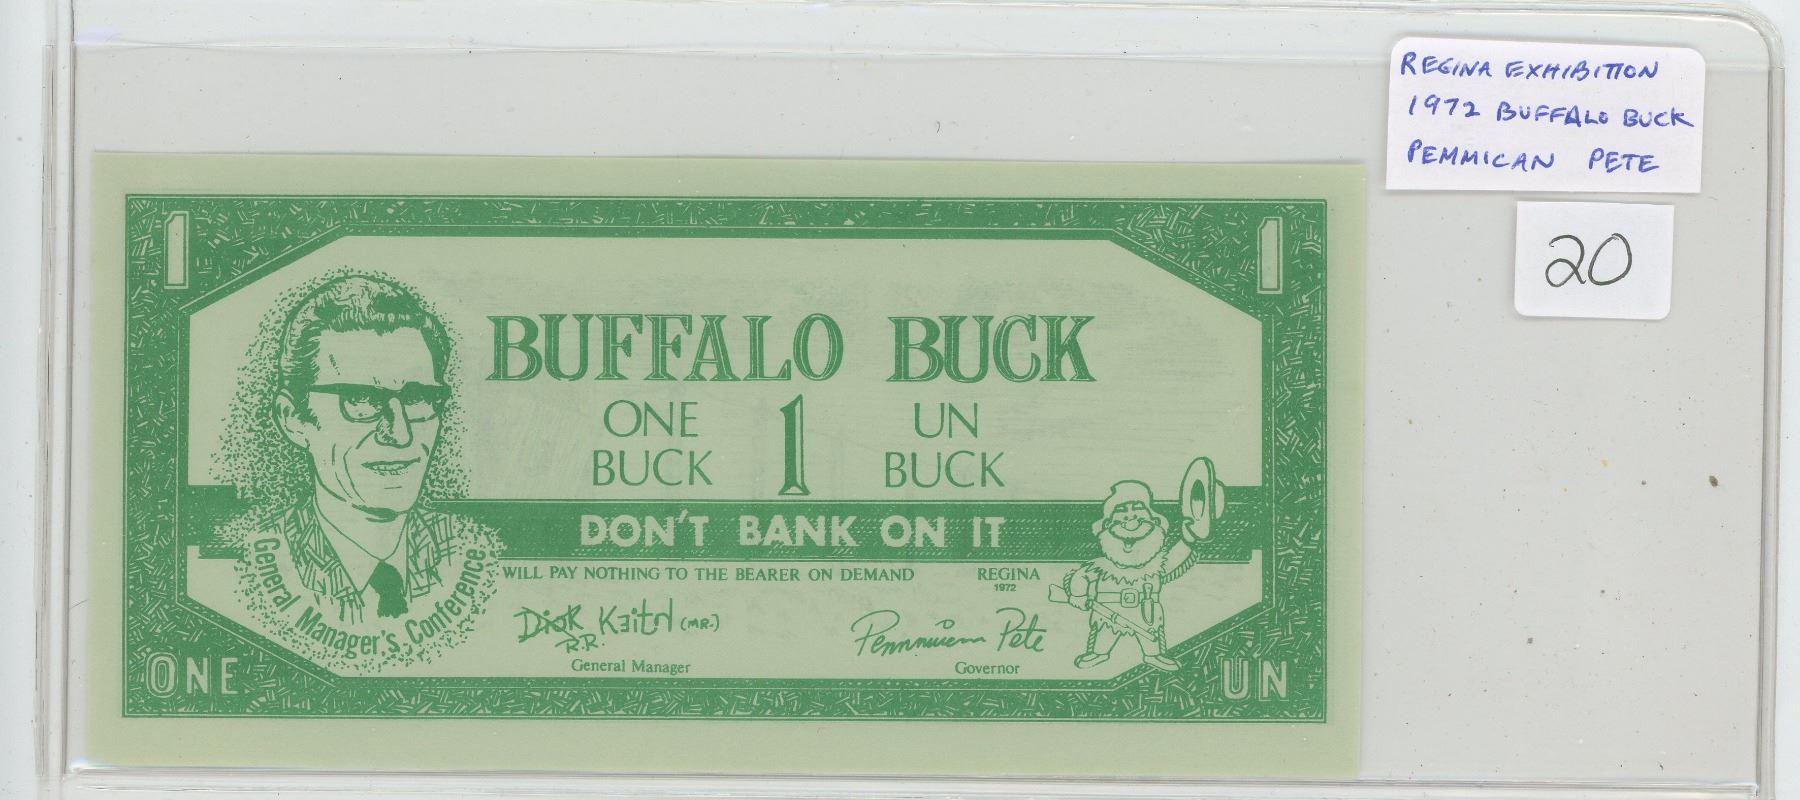 REGINA EXHIBITION
1972 BUFFALO BUCK
PEMMICAN PETE
20
1 1
BUFFALO BUCK
ONE 1 UN
BUCK BUCK
DON'T BANK ON IT
WILL PAY NOTHING TO THE BEARER ON DEMAND REGINA
1972
General Manager's Conference
Dick Keith (MR.) Pemmican Pete
R.R.
General Manager Governor
ONE UN